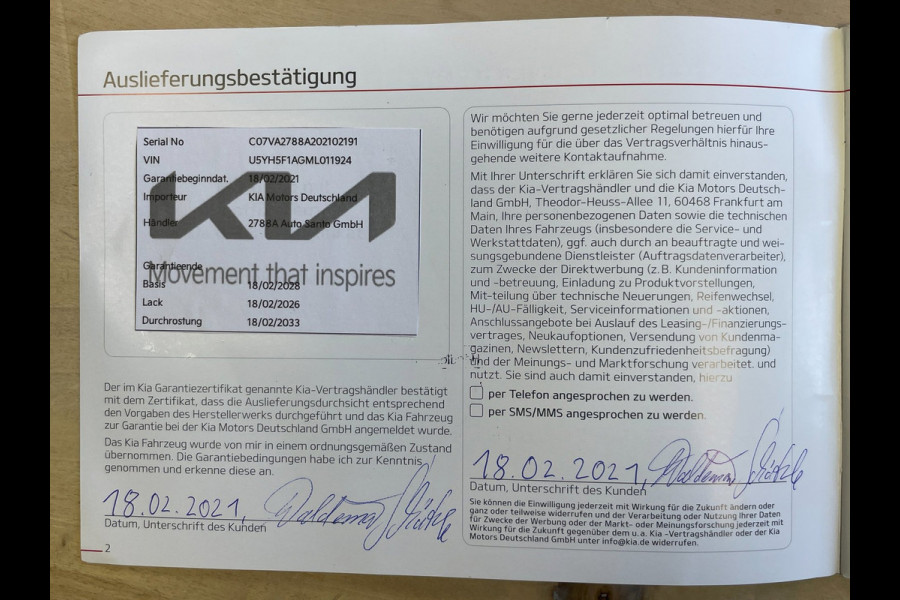 Auslieferungsbestätigung
Serial No C07VA2788A202102191
VIN U5YH5F1AGML011924
Garantiebeginndat. 18/02/2021
Importeur KIA Motors Deutschland
Händler 2788A Auto Santo GmbH
KIA
Garantieende
Movement that inspires
Basis 18/02/2028
Lack 18/02/2026
Durchrostung 18/02/2033
Der im Kia Garantiezertifikat genannte Kia-Vertragshändler bestätigt
mit dem Zertifikat, dass die Auslieferungsdurchsicht entsprechend
den Vorgaben des Herstellerwerks durchgeführt und das Kia Fahrzeug
zur Garantie bei der Kia Motors Deutschland GmbH angemeldet wurde.
Das Kia Fahrzeug wurde von mir in einem ordnungsgemäßen Zustand
übernommen. Die Garantiebedingungen habe ich zur Kenntnis
genommen und erkenne diese an.
18.02.2021, Waldemar
Datum, Unterschrift des Kunden
2
Wir möchten Sie gerne jederzeit optimal betreuen und
benötigen aufgrund gesetzlicher Regelungen hierfür Ihre
Einwilligung für die über das Vertragsverhältnis hinaus-
gehende weitere Kontaktaufnahme.
Mit Ihrer Unterschrift erklären Sie sich damit einverstanden,
dass der Kia-Vertragshändler und die Kia Motors Deutsch-
land GmbH, Theodor-Heuss-Allee 11, 60468 Frankfurt am
Main, Ihre personenbezogenen Daten sowie die technischen
Daten Ihres Fahrzeugs (insbesondere die Service- und
Werkstattdaten), ggf. auch durch an beauftragte und wei-
sungsgebundene Dienstleister (Auftragsdatenverarbeiter),
zum Zwecke der Direktwerbung (z.B. Kundeninformation
und -betreuung, Einladung zu Produktvorstellungen,
Mit-teilung über technische Neuerungen, Reifenwechsel,
HU-/AU-Fälligkeit, Serviceinformationen und -aktionen,
Anschlussangebote bei Auslauf des Leasing-/Finanzierungs-
vertrages, Neukaufoptionen, Versendung von Kundenma-
gazinen, Newslettern, Kundenzufriedenheitsbefragung)
und der Meinungs- und Marktforschung verarbeitet. und
nutzt. Sie sind auch damit einverstanden, hierzu
per Telefon angesprochen zu werden.
per SMS/MMS angesprochen zu werden.
18.02.2021, Waldemar
Datum, Unterschrift des Kunden
Sie können die Einwilligung jederzeit mit Wirkung für die Zukunft ändern oder
ganz oder teilweise widerrufen und der Verarbeitung oder Nutzung Ihrer Daten
für Zwecke der Werbung oder der Markt- oder Meinungsforschung jederzeit mit
Wirkung für die Zukunft gegenüber dem u.a. Kia -Vertragshändler oder der Kia
Motors Deutschland GmbH unter info@kia.de widerrufen.